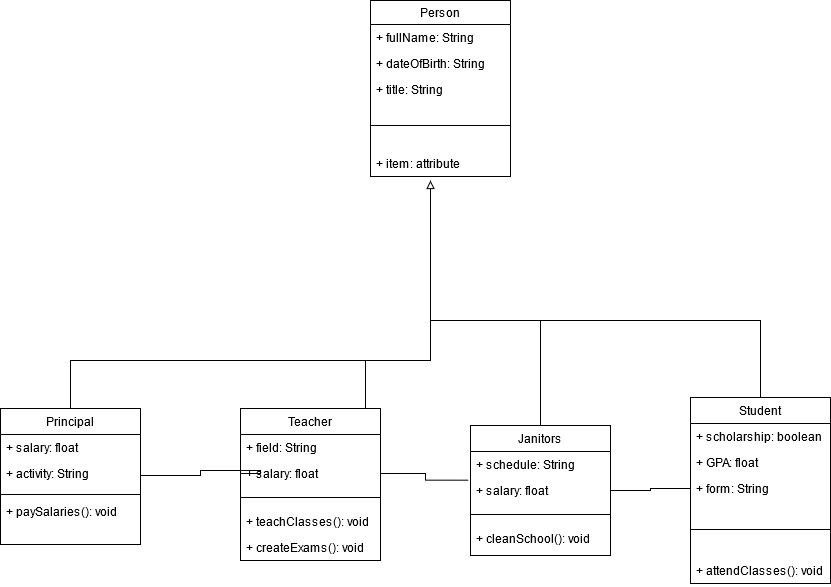 Person
+ fullName: String
+ dateOfBirth: String
+ title: String
+ item: attribute
Principal
+ salary: float
+ activity: String
+ paySalaries(): void
Teacher
+ field: String
+ salary: float
+ teachClasses(): void
+ createExams(): void
Janitors
+ schedule: String
+ salary: float
+ cleanSchool(): void
Student
+ scholarship: boolean
+ GPA: float
+ form: String
+ attendClasses(): void